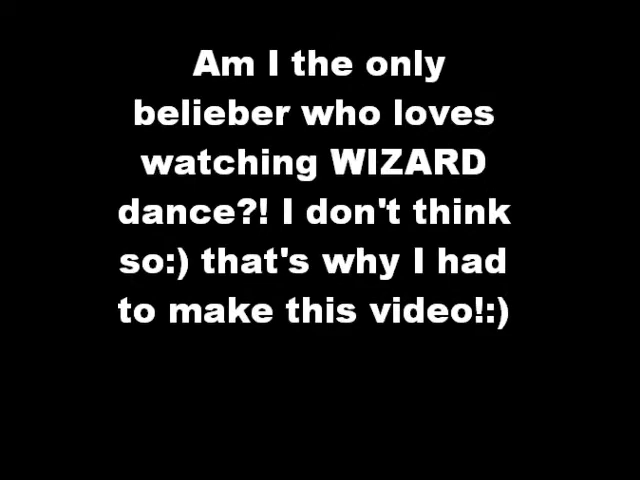 Am I the only
belieber who loves
watching WIZARD
dance?! I don't think
so:) that's why I had
to make this video!:)